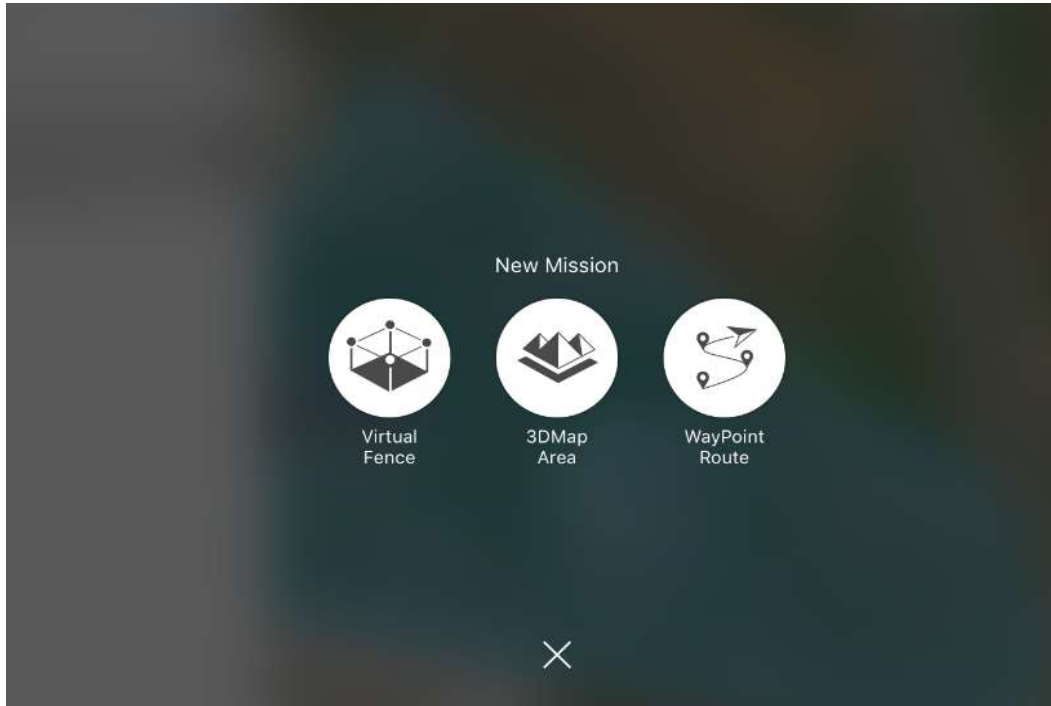 New Mission
Virtual
Fence
3DMap
Area
WayPoint
Route